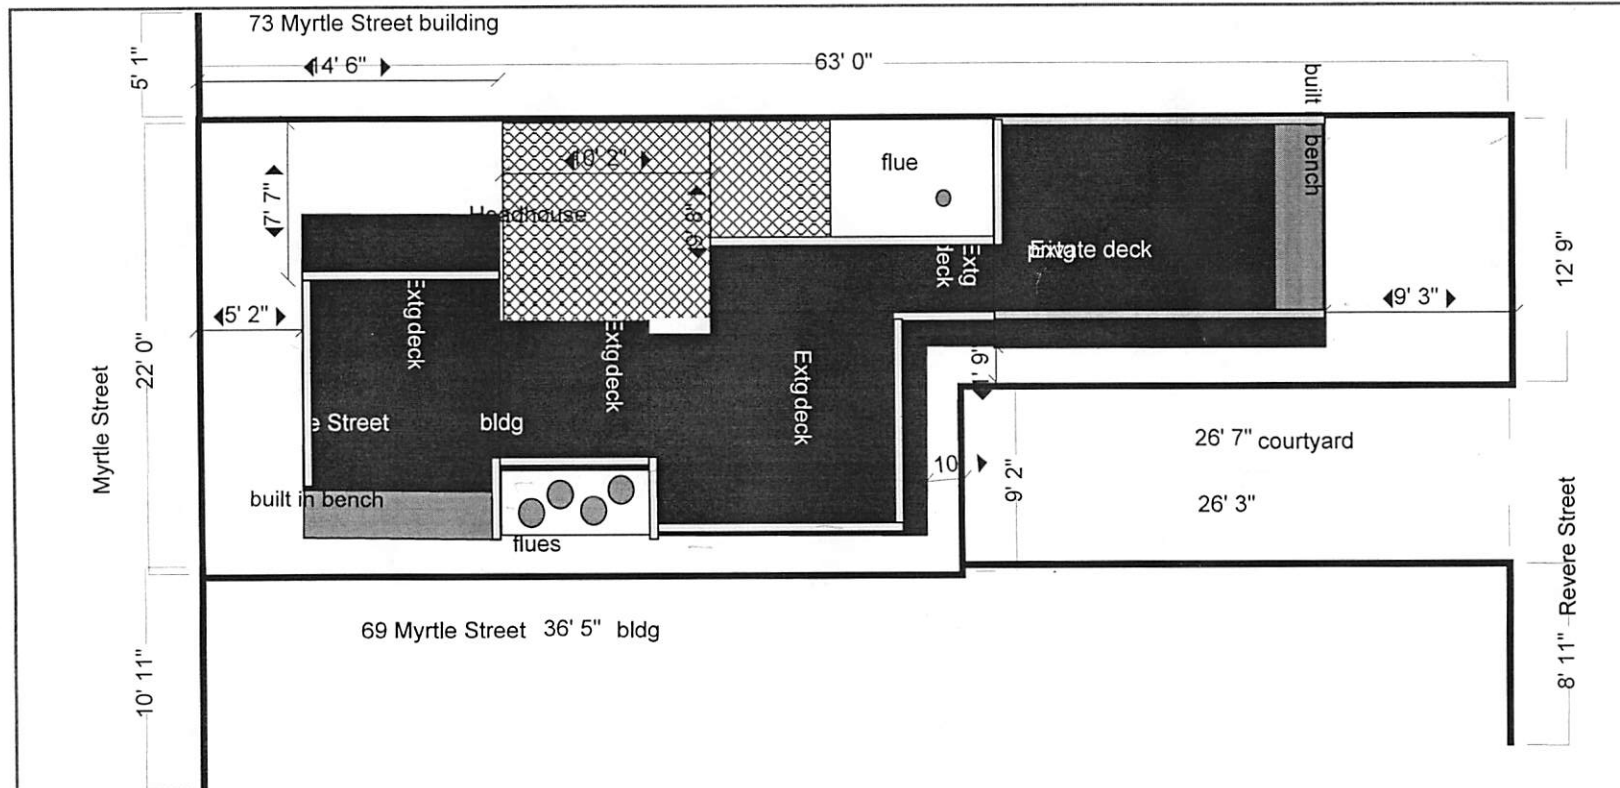 73 Myrtle Street building
5' 1"
14' 6"
63' 0"
built
bench
10' 2"
flue
7' 7"
8' 9"
Headhouse
Extg
deck
private deck
Extg
12' 9"
5' 2"
9' 3"
Extg deck
Extg deck
Extg deck
1' 9"
22' 0"
Myrtle Street
e Street bldg
26' 7" courtyard
10
9' 2"
built in bench
26' 3"
flues
Revere Street
69 Myrtle Street 36' 5" bldg
10' 11"
8' 11"